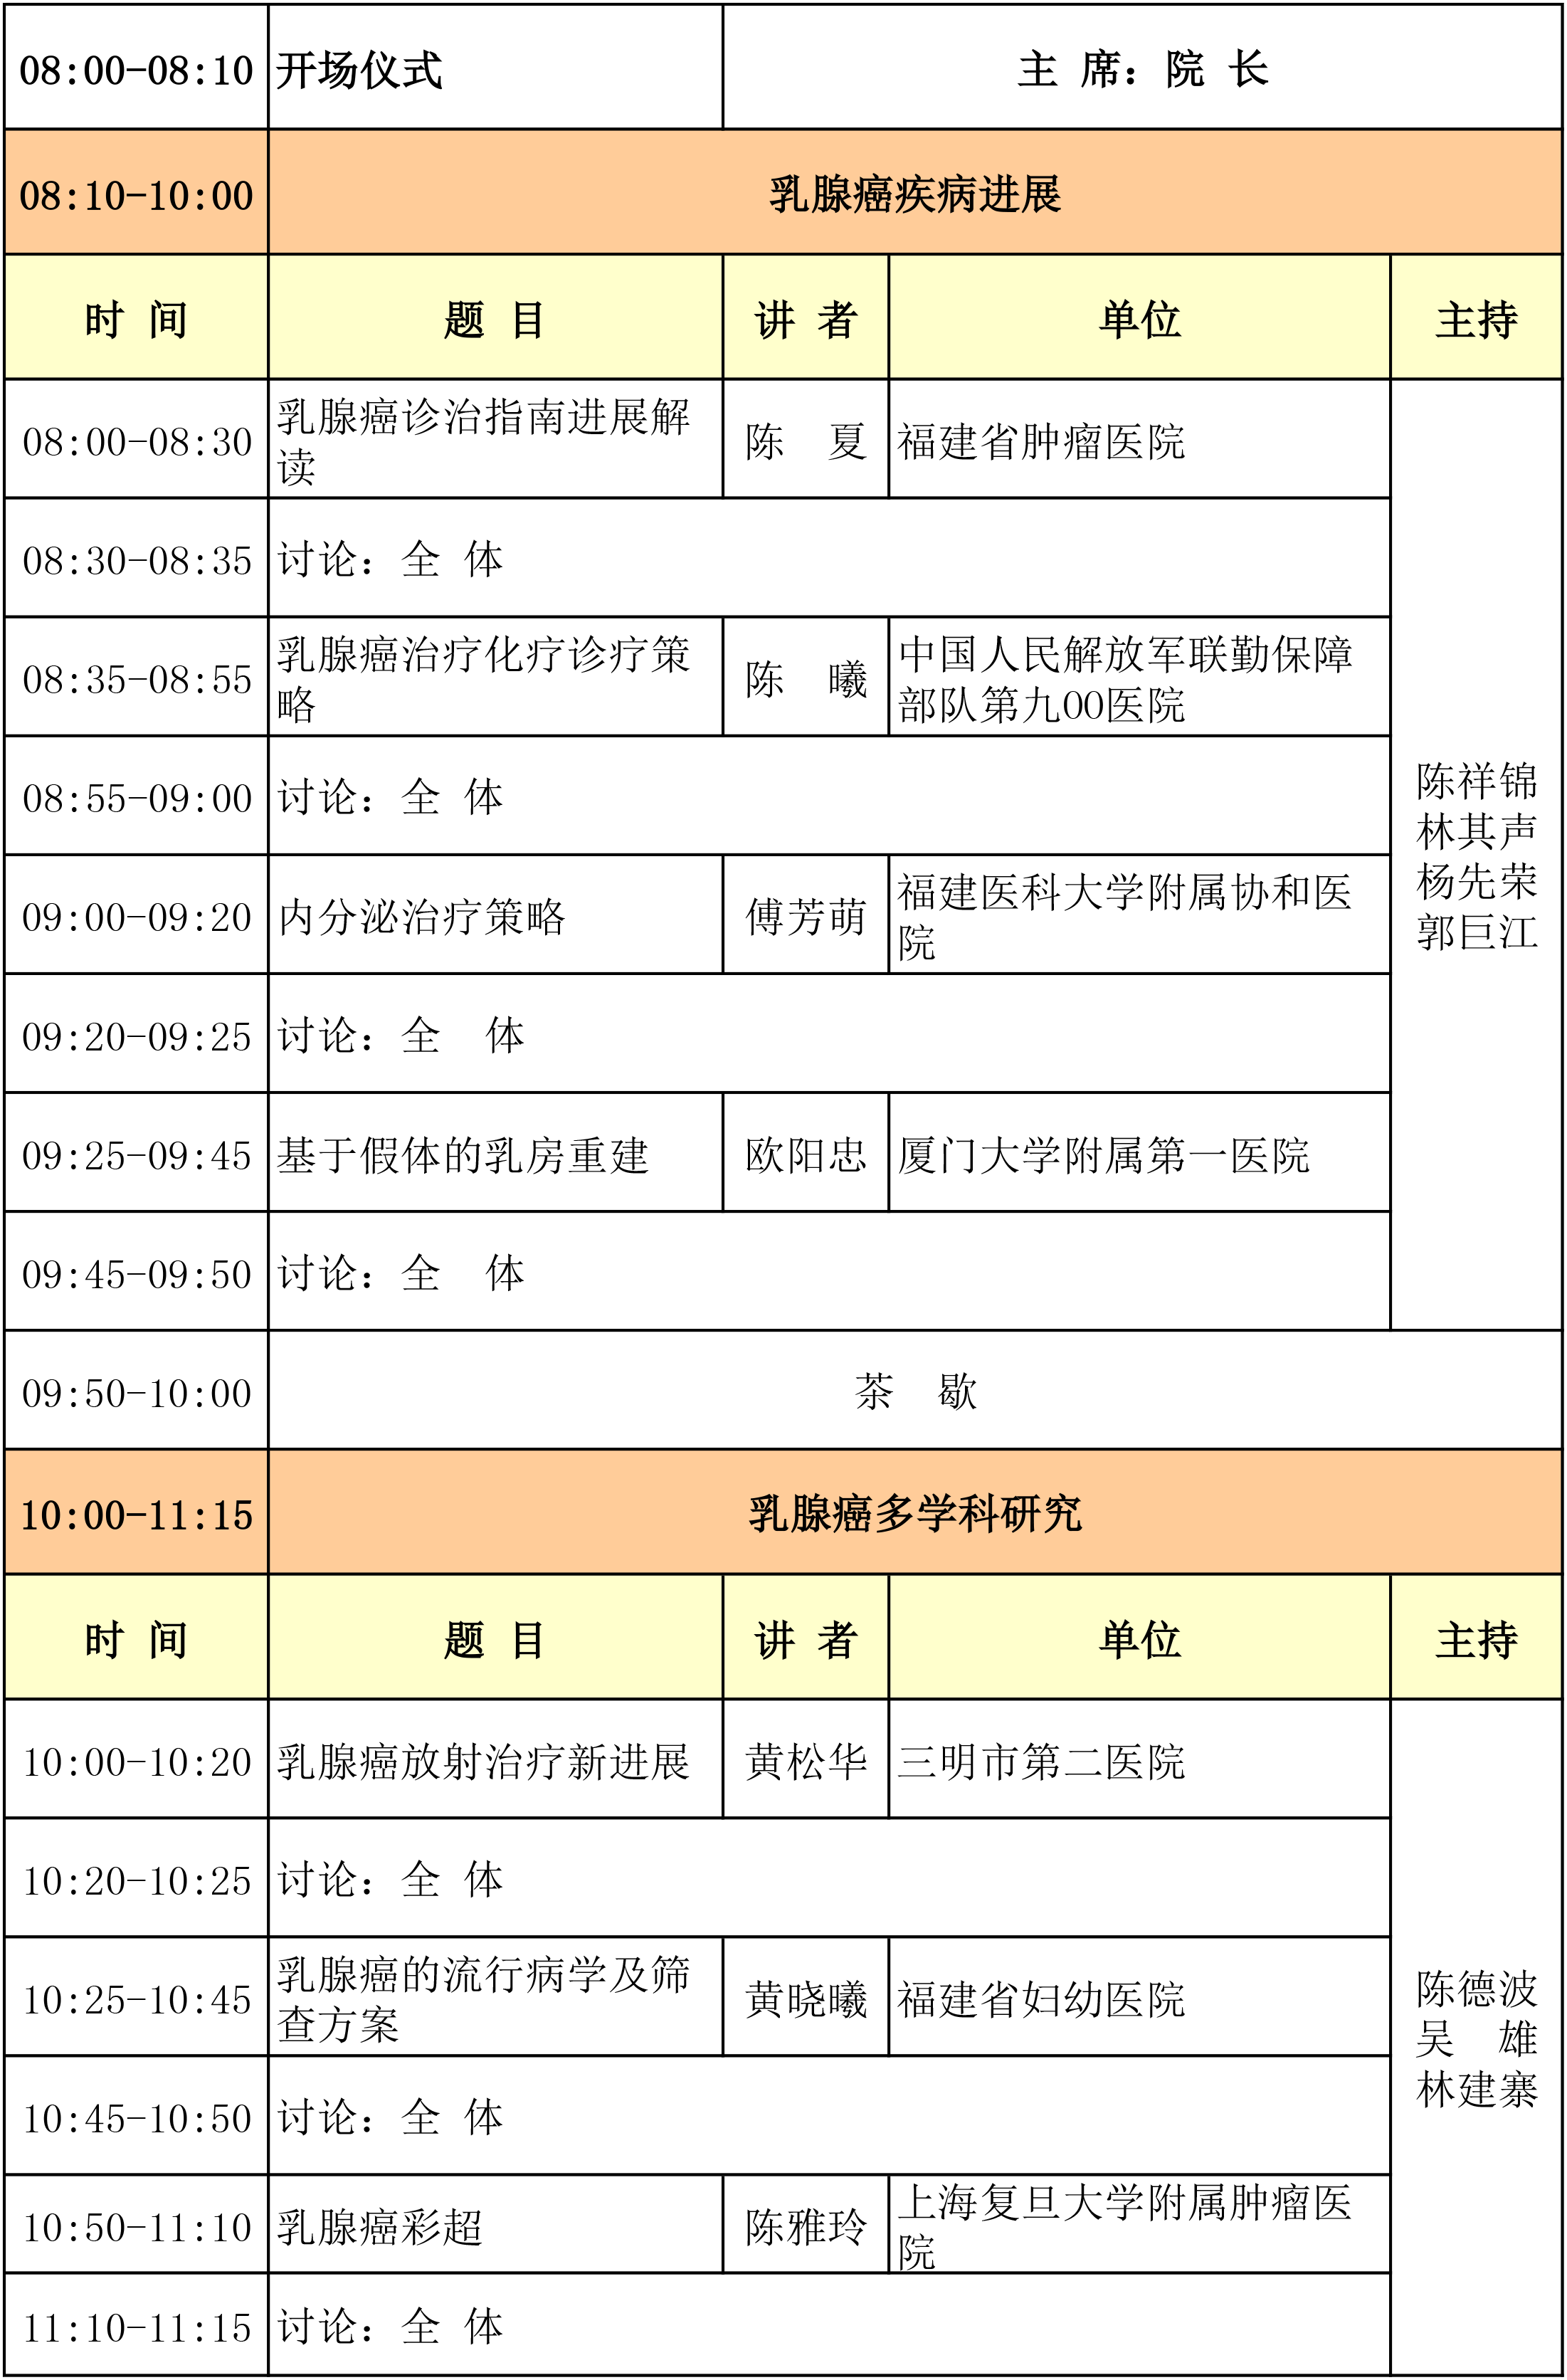 08:00-08:10 开场仪式 主 席：院 长
08:10-10:00 乳腺癌疾病进展
时 间 题 目 讲 者 单位 主持
08:00-08:30 乳腺癌诊治指南进展解
读 陈　夏 福建省肿瘤医院
08:30-08:35 讨论：全 体
08:35-08:55 乳腺癌治疗化疗诊疗策
略 陈　曦 中国人民解放军联勤保障
部队第九00医院
08:55-09:00 讨论：全 体
陈祥锦
林其声
杨先荣
郭巨江
09:00-09:20 内分泌治疗策略 傅芳萌 福建医科大学附属协和医
院
09:20-09:25 讨论：全　体
09:25-09:45 基于假体的乳房重建 欧阳忠 厦门大学附属第一医院
09:45-09:50 讨论：全　体
09:50-10:00 茶　歇
10:00-11:15 乳腺癌多学科研究
时 间 题 目 讲 者 单位 主持
10:00-10:20 乳腺癌放射治疗新进展 黄松华 三明市第二医院
10:20-10:25 讨论：全 体
10:25-10:45 乳腺癌的流行病学及筛
查方案 黄晓曦 福建省妇幼医院
陈德波
吴　雄
林建寨
10:45-10:50 讨论：全 体
10:50-11:10 乳腺癌彩超 陈雅玲 上海复旦大学附属肿瘤医
院
11:10-11:15 讨论：全 体